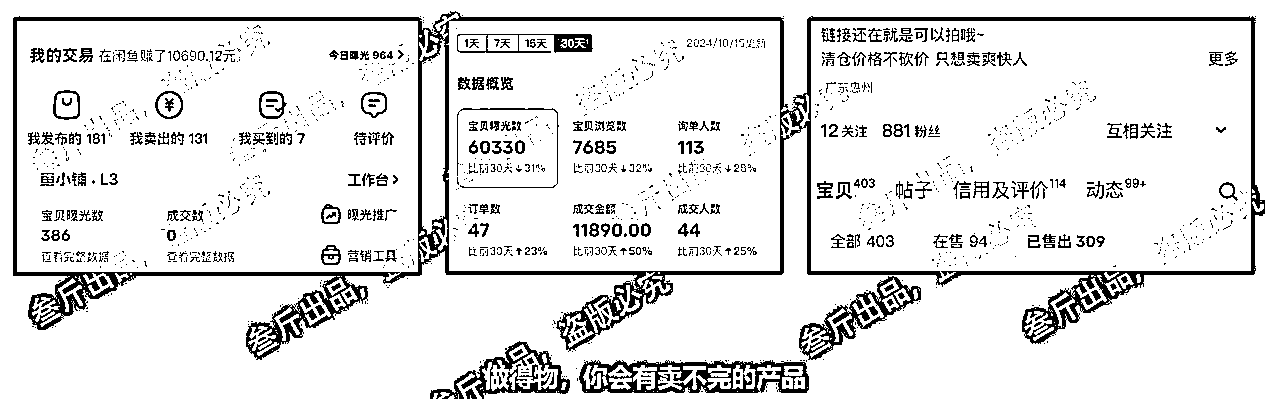 我的交易 在闲鱼赚了10690.12元 今日曝光 964 >
我发布的 181 我卖出的 131 我买到的 7 待评价
鱼小铺 · L3 工作台 >
宝贝曝光数 成交数 曝光推广
386 0
查看完整数据 查看完整数据 营销工具
1天 7天 15天 30天 2024/10/15更新
数据概览
宝贝曝光数 宝贝浏览数 询单人数
60330 7685 113
比前30天↓31% 比前30天↓32% 比前30天↓28%
订单数 成交金额 成交人数
47 11890.00 44
比前30天↑23% 比前30天↑50% 比前30天↑25%
链接还在就是可以拍哦~
清仓价格不砍价 只想卖爽快人 更多
广东惠州
12 关注 881 粉丝 互相关注
宝贝403 帖子 信用及评价114 动态99+
全部 403 在售 94 已售出 309
叁斤出品，盗版必究
叁斤出品，盗版必究
叁斤出品，
叁斤出品，
做得物，你会有卖不完的产品